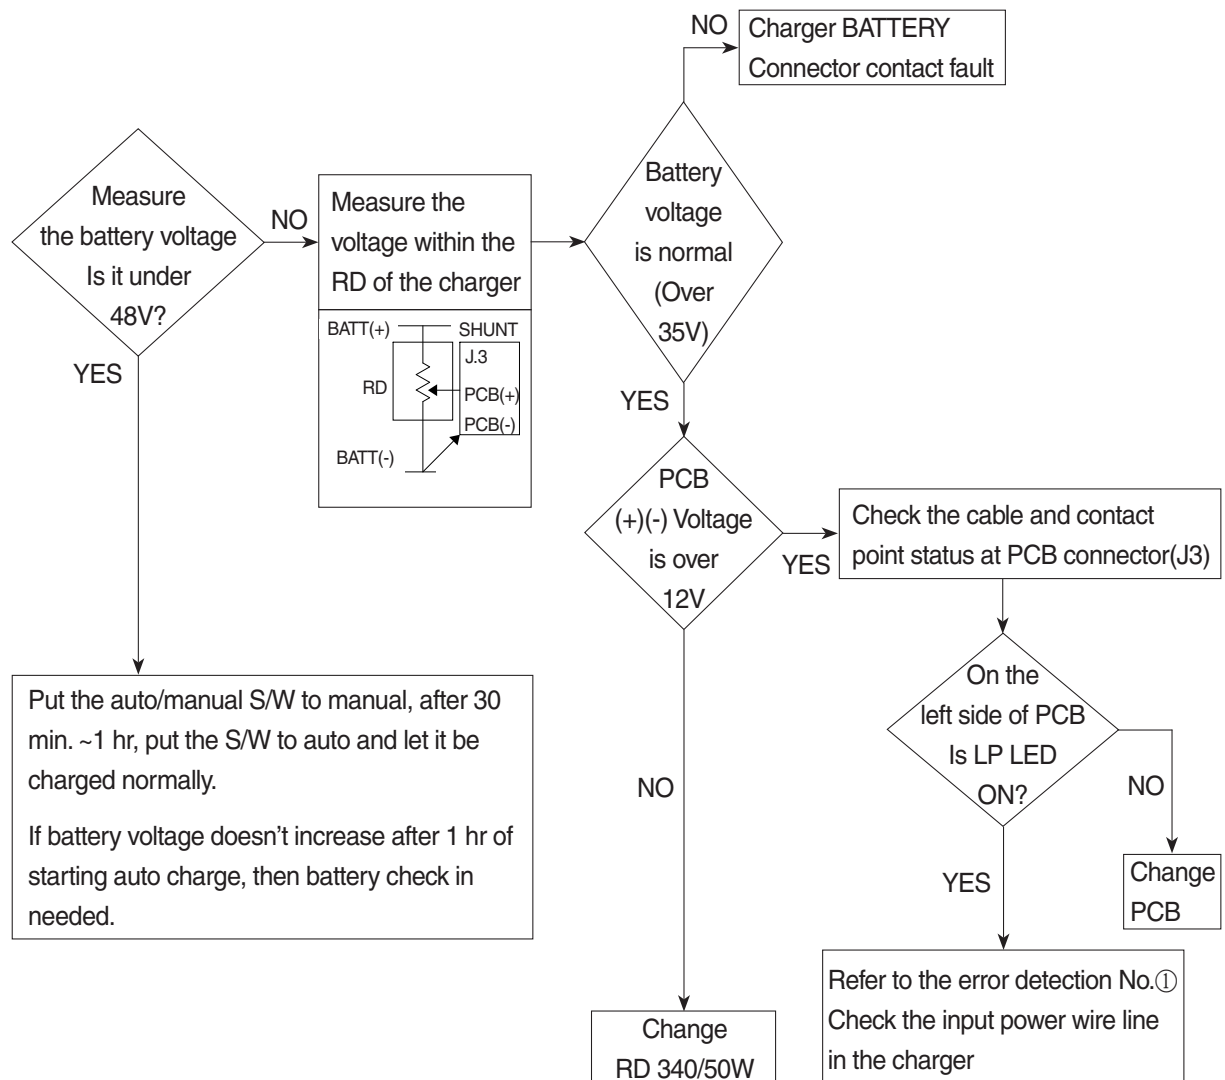 NO
Charger BATTERY
Connector contact fault
Measure
the battery voltage
Is it under
48V?
NO
Measure the
voltage within the
RD of the charger
Battery
voltage
is normal
(Over
35V)
BATT(+)
SHUNT
J.3
RD
PCB(+)
PCB(-)
BATT(-)
YES
YES
PCB
(+)(-) Voltage
is over
12V
YES
Check the cable and contact
point status at PCB connector(J3)
On the
left side of PCB
Is LP LED
ON?
Put the auto/manual S/W to manual, after 30
min. ~1 hr, put the S/W to auto and let it be
charged normally.
If battery voltage doesn't increase after 1 hr of
starting auto charge, then battery check in
needed.
NO
NO
YES
Change
PCB
Change
RD 340/50W
Refer to the error detection No.①
Check the input power wire line
in the charger